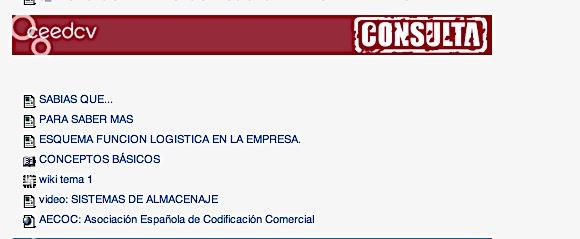 ceedcv
CONSULTA
SABIAS QUE...
PARA SABER MAS
ESQUEMA FUNCION LOGISTICA EN LA EMPRESA.
CONCEPTOS BÁSICOS
wiki tema 1
video: SISTEMAS DE ALMACENAJE
AECOC: Asociación Española de Codificación Comercial